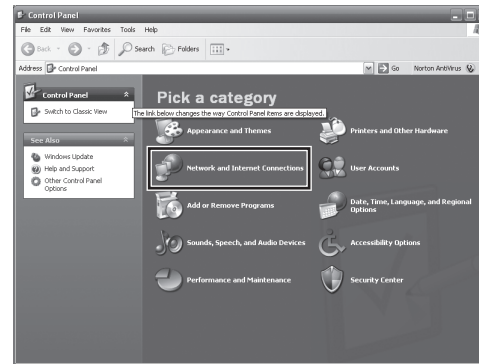 Control Panel
File Edit View Favorites Tools Help
Back Search Folders
Address Control Panel Go Norton AntiVirus
Control Panel
Switch to Classic View
The link below changes the way Control Panel items are displayed.
See Also
Windows Update
Help and Support
Other Control Panel
Options
Pick a category
Appearance and Themes
Printers and Other Hardware
Network and Internet Connections
User Accounts
Add or Remove Programs
Date, Time, Language, and Regional
Options
Sounds, Speech, and Audio Devices
Accessibility Options
Performance and Maintenance
Security Center